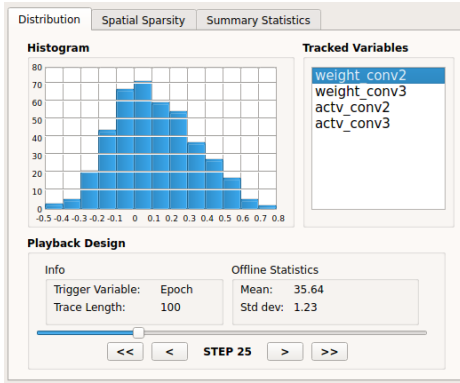 Distribution Spatial Sparsity Summary Statistics
Histogram
80
70
60
50
40
30
20
10
0
-0.5 -0.4 -0.3 -0.2 -0.1 0 0.1 0.2 0.3 0.4 0.5 0.6 0.7 0.8
Tracked Variables
weight_conv2
weight_conv3
actv_conv2
actv_conv3
Playback Design
Info
Trigger Variable: Epoch
Trace Length: 100
Offline Statistics
Mean: 35.64
Std dev: 1.23
<< < STEP 25 > >>